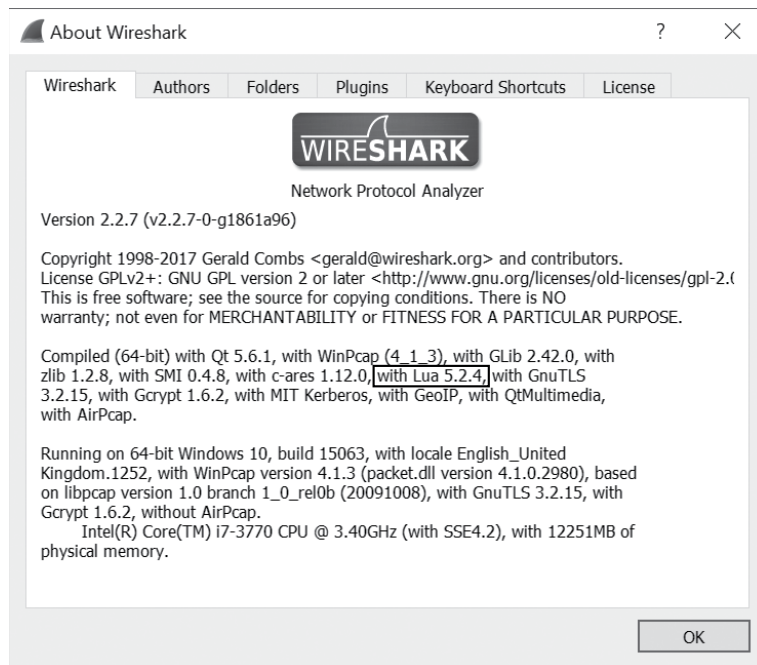 About Wireshark
?
Wireshark Authors Folders Plugins Keyboard Shortcuts License
WIRESHARK
Network Protocol Analyzer
Version 2.2.7 (v2.2.7-0-g1861a96)
Copyright 1998-2017 Gerald Combs <gerald@wireshark.org> and contributors.
License GPLv2+: GNU GPL version 2 or later <http://www.gnu.org/licenses/old-licenses/gpl-2.(
This is free software; see the source for copying conditions. There is NO
warranty; not even for MERCHANTABILITY or FITNESS FOR A PARTICULAR PURPOSE.
Compiled (64-bit) with Qt 5.6.1, with WinPcap (4_1_3), with GLib 2.42.0, with
zlib 1.2.8, with SMI 0.4.8, with c-ares 1.12.0, with Lua 5.2.4, with GnuTLS
3.2.15, with Gcrypt 1.6.2, with MIT Kerberos, with GeoIP, with QtMultimedia,
with AirPcap.
Running on 64-bit Windows 10, build 15063, with locale English_United
Kingdom.1252, with WinPcap version 4.1.3 (packet.dll version 4.1.0.2980), based
on libpcap version 1.0 branch 1_0_rel0b (20091008), with GnuTLS 3.2.15, with
Gcrypt 1.6.2, without AirPcap.
Intel(R) Core(TM) i7-3770 CPU @ 3.40GHz (with SSE4.2), with 12251MB of
physical memory.
OK